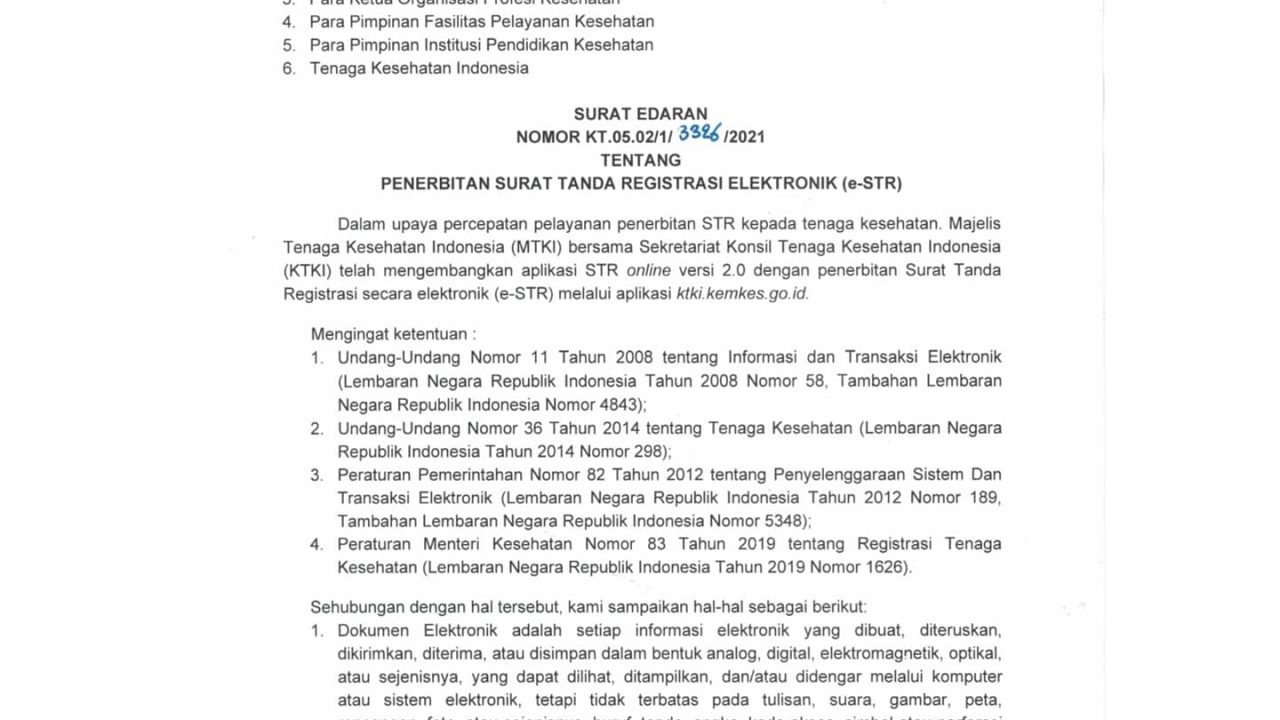 3. Para Ketua Organisasi Profesi Kesehatan
4. Para Pimpinan Fasilitas Pelayanan Kesehatan
5. Para Pimpinan Institusi Pendidikan Kesehatan
6. Tenaga Kesehatan Indonesia
SURAT EDARAN
NOMOR KT.05.02/1/ 3326 /2021
TENTANG
PENERBITAN SURAT TANDA REGISTRASI ELEKTRONIK (e-STR)
Dalam upaya percepatan pelayanan penerbitan STR kepada tenaga kesehatan. Majelis
Tenaga Kesehatan Indonesia (MTKI) bersama Sekretariat Konsil Tenaga Kesehatan Indonesia
(KTKI) telah mengembangkan aplikasi STR online versi 2.0 dengan penerbitan Surat Tanda
Registrasi secara elektronik (e-STR) melalui aplikasi ktki.kemkes.go.id.
Mengingat ketentuan :
1. Undang-Undang Nomor 11 Tahun 2008 tentang Informasi dan Transaksi Elektronik
(Lembaran Negara Republik Indonesia Tahun 2008 Nomor 58, Tambahan Lembaran
Negara Republik Indonesia Nomor 4843);
2. Undang-Undang Nomor 36 Tahun 2014 tentang Tenaga Kesehatan (Lembaran Negara
Republik Indonesia Tahun 2014 Nomor 298);
3. Peraturan Pemerintahan Nomor 82 Tahun 2012 tentang Penyelenggaraan Sistem Dan
Transaksi Elektronik (Lembaran Negara Republik Indonesia Tahun 2012 Nomor 189,
Tambahan Lembaran Negara Republik Indonesia Nomor 5348);
4. Peraturan Menteri Kesehatan Nomor 83 Tahun 2019 tentang Registrasi Tenaga
Kesehatan (Lembaran Negara Republik Indonesia Tahun 2019 Nomor 1626).
Sehubungan dengan hal tersebut, kami sampaikan hal-hal sebagai berikut:
1. Dokumen Elektronik adalah setiap informasi elektronik yang dibuat, diteruskan,
dikirimkan, diterima, atau disimpan dalam bentuk analog, digital, elektromagnetik, optikal,
atau sejenisnya, yang dapat dilihat, ditampilkan, dan/atau didengar melalui komputer
atau sistem elektronik, tetapi tidak terbatas pada tulisan, suara, gambar, peta,